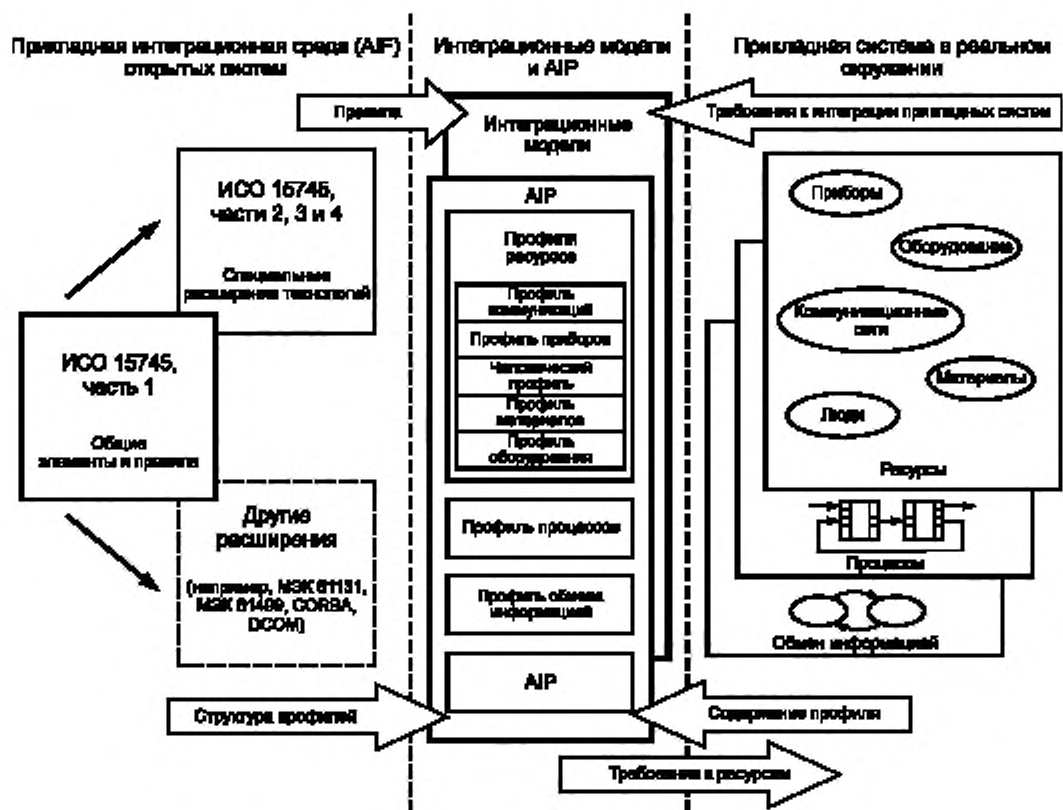 Прикладная интеграционная среда (AIF)
открытых систем
Интеграционные модели
и AIP
Прикладная система в реальном
окружении
Правила
Требования к интеграции прикладных систем
Интеграционные
модели
ИСО 15745,
части 2, 3 и 4
Специальные
расширения технологий
ИСО 15745,
часть 1
Общие
элементы и правила
Другие
расширения
(например, МЭК 61131,
МЭК 61499, CORBA,
DCOM)
Структура профилей
AIP
Профили
ресурсов
Профиль
коммуникаций
Профиль приборов
Человеческий
профиль
Профиль
материалов
Профиль
оборудования
Профиль процессов
Профиль обмена
информацией
AIP
Приборы
Оборудование
Коммуникационные
сети
Материалы
Люди
Ресурсы
Процессы
Обмен информацией
Содержание профиля
Требования к ресурсам